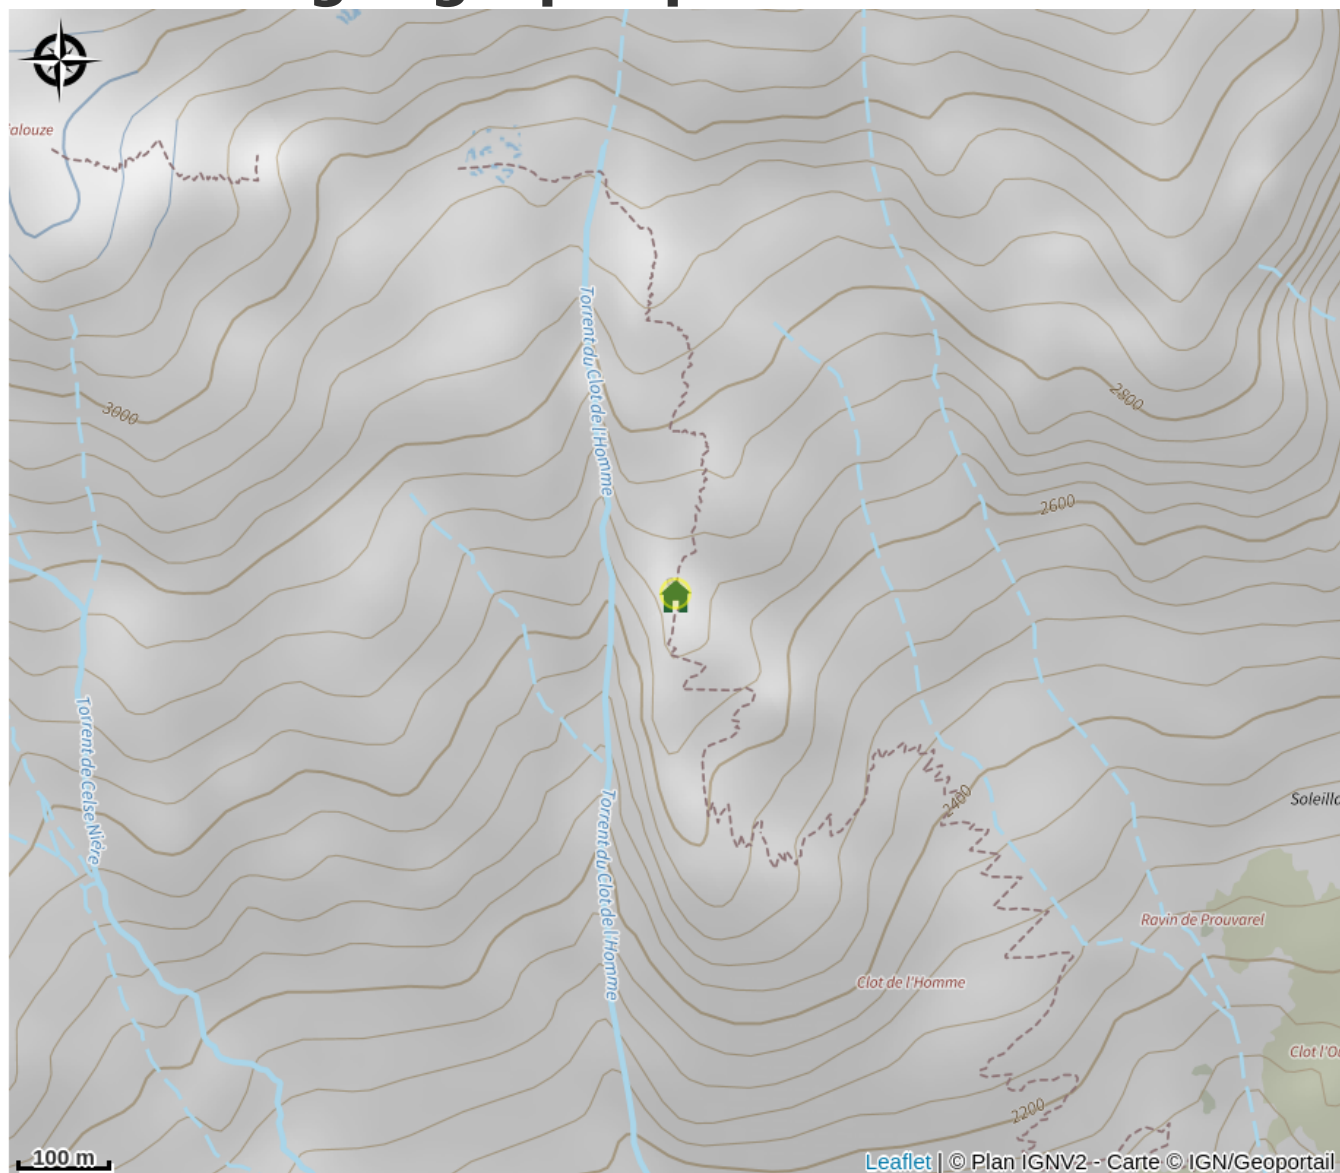 alouze
Torrent du Clot de l'Homme
3000
2800
2600
Torrent de Celse Nière
Torrent du Clot de l'Homme
2400
Soleilla
Ravin de Prouvarel
Clot de l'Homme
Clot l'O
2200
100 m
Leaflet | © Plan IGNV2 - Carte © IGN/Geoportail